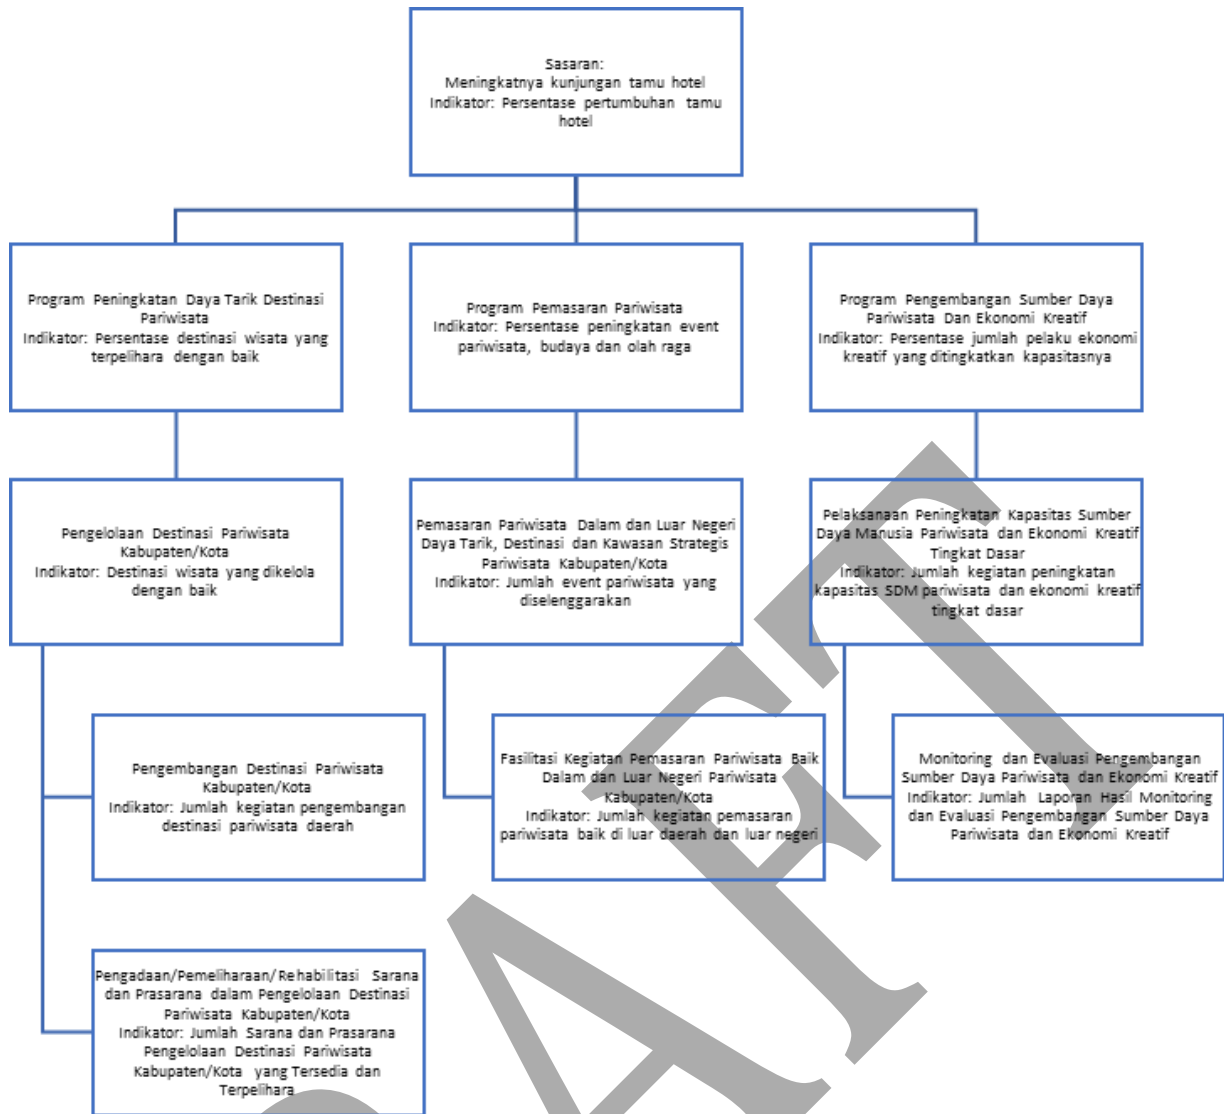 Sasaran:
Meningkatnya kunjungan tamu hotel
Indikator: Persentase pertumbuhan tamu
hotel
Program Peningkatan Daya Tarik Destinasi
Pariwisata
Indikator: Persentase destinasi wisata yang
terpelihara dengan baik
Program Pemasaran Pariwisata
Indikator: Persentase peningkatan event
pariwisata, budaya dan olah raga
Program Pengembangan Sumber Daya
Pariwisata Dan Ekonomi Kreatif
Indikator: Persentase jumlah pelaku ekonomi
kreatif yang ditingkatkan kapasitasnya
Pengelolaan Destinasi Pariwisata
Kabupaten/Kota
Indikator: Destinasi wisata yang dikelola
dengan baik
Pemasaran Pariwisata Dalam dan Luar Negeri
Daya Tarik, Destinasi dan Kawasan Strategis
Pariwisata Kabupaten/Kota
Indikator: Jumlah event pariwisata yang
diselenggarakan
Pelaksanaan Peningkatan Kapasitas Sumber
Daya Manusia Pariwisata dan Ekonomi Kreatif
Tingkat Dasar
Indikator: Jumlah kegiatan peningkatan
kapasitas SDM pariwisata dan ekonomi kreatif
tingkat dasar
Pengembangan Destinasi Pariwisata
Kabupaten/Kota
Indikator: Jumlah kegiatan pengembangan
destinasi pariwisata daerah
Fasilitasi Kegiatan Pemasaran Pariwisata Baik
Dalam dan Luar Negeri Pariwisata
Kabupaten/Kota
Indikator: Jumlah kegiatan pemasaran
pariwisata baik di luar daerah dan luar negeri
Monitoring dan Evaluasi Pengembangan
Sumber Daya Pariwisata dan Ekonomi Kreatif
Indikator: Jumlah Laporan Hasil Monitoring
dan Evaluasi Pengembangan Sumber Daya
Pariwisata dan Ekonomi Kreatif
Pengadaan/Pemeliharaan/Rehabilitasi Sarana
dan Prasarana dalam Pengelolaan Destinasi
Pariwisata Kabupaten/Kota
Indikator: Jumlah Sarana dan Prasarana
Pengelolaan Destinasi Pariwisata
Kabupaten/Kota yang Tersedia dan
Terpelihara
RAFT